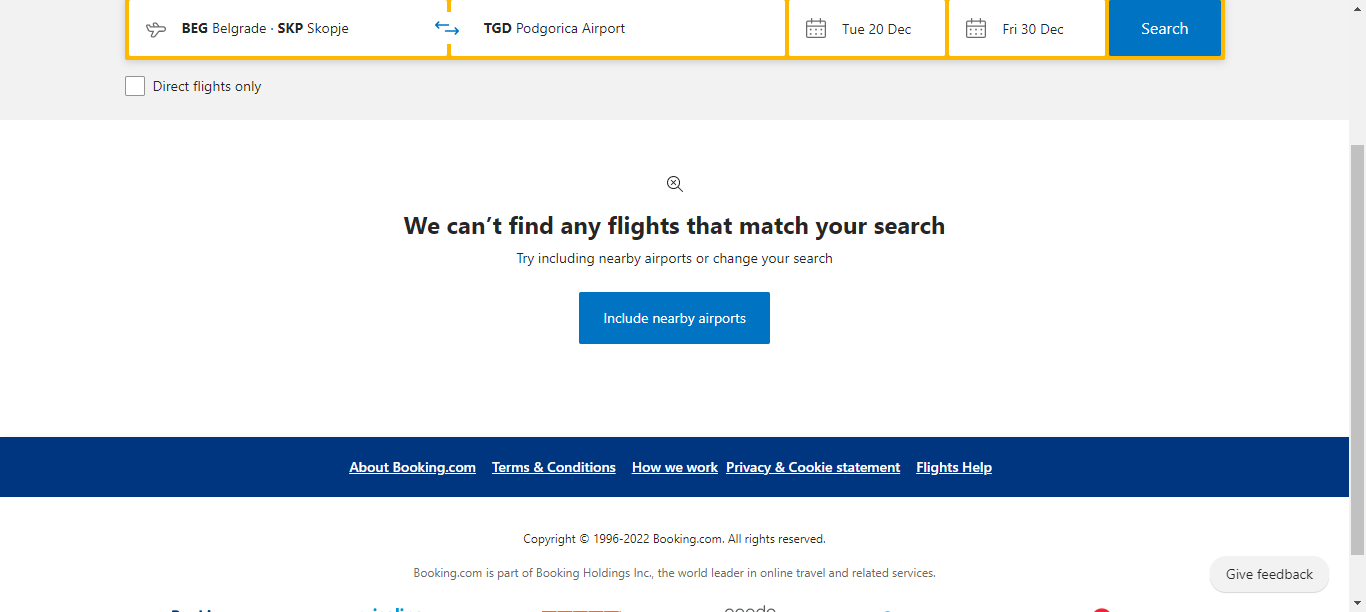 BEG Belgrade · SKP Skopje
TGD Podgorica Airport
Tue 20 Dec
Fri 30 Dec
Search
Direct flights only
We can’t find any flights that match your search
Try including nearby airports or change your search
Include nearby airports
About Booking.com Terms & Conditions How we work Privacy & Cookie statement Flights Help
Copyright © 1996-2022 Booking.com. All rights reserved.
Booking.com is part of Booking Holdings Inc., the world leader in online travel and related services.
Give feedback